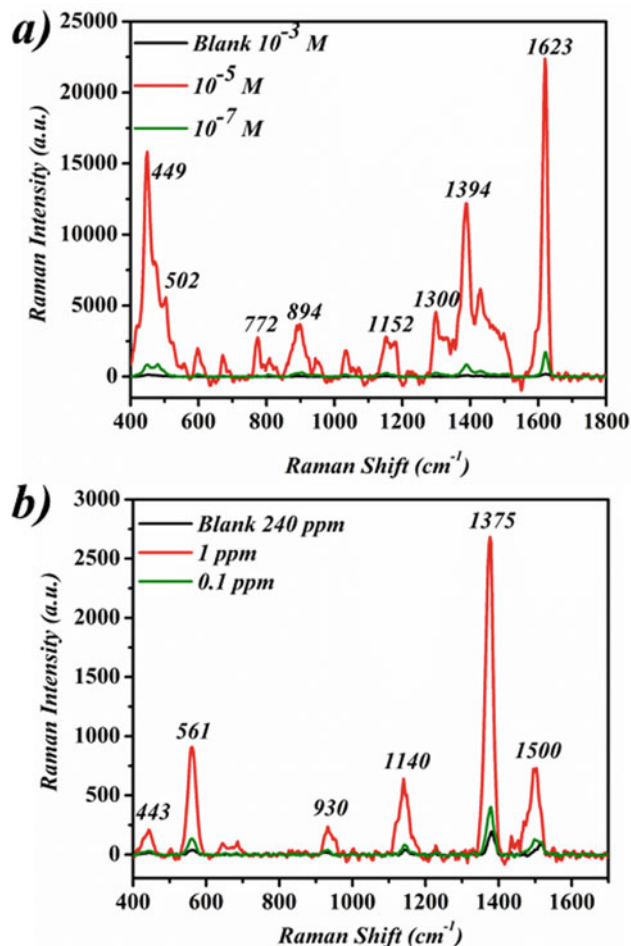 a)
Blank 10⁻³ M
10⁻⁵ M
10⁻⁷ M
1623
449
502
772
894
1152
1300
1394
25000
20000
15000
10000
5000
0
Raman Intensity (a.u.)
400 600 800 1000 1200 1400 1600 1800
Raman Shift (cm⁻¹)
b)
Blank 240 ppm
1 ppm
0.1 ppm
1375
443
561
930
1140
1500
3000
2500
2000
1500
1000
500
0
Raman Intensity (a.u.)
400 600 800 1000 1200 1400 1600
Raman Shift (cm⁻¹)